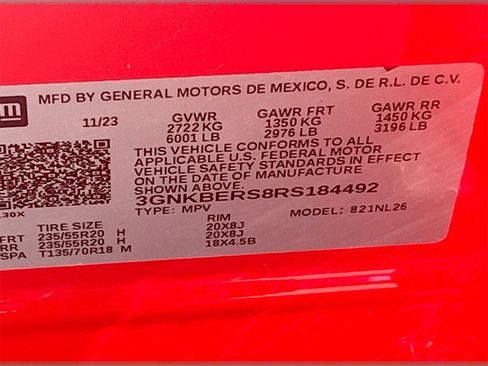 gm
MFD BY GENERAL MOTORS DE MEXICO, S. DE R.L. DE C.V.
11/23 GVWR GAWR FRT GAWR RR
2722 KG 1350 KG 1450 KG
6001 LB 2976 LB 3196 LB
THIS VEHICLE CONFORMS TO ALL
APPLICABLE U.S. FEDERAL MOTOR
VEHICLE SAFETY STANDARDS IN EFFECT
ON THE DATE OF MANUFACTURE
SHOWN ABOVE.
3GNKBERS8RS184492
TYPE: MPV MODEL: 821NL26
130X
TIRE SIZE RIM
FRT 235/55R20 H 20X8J
RR 235/55R20 H 20X8J
SPA T135/70R18 M 18X4.5B